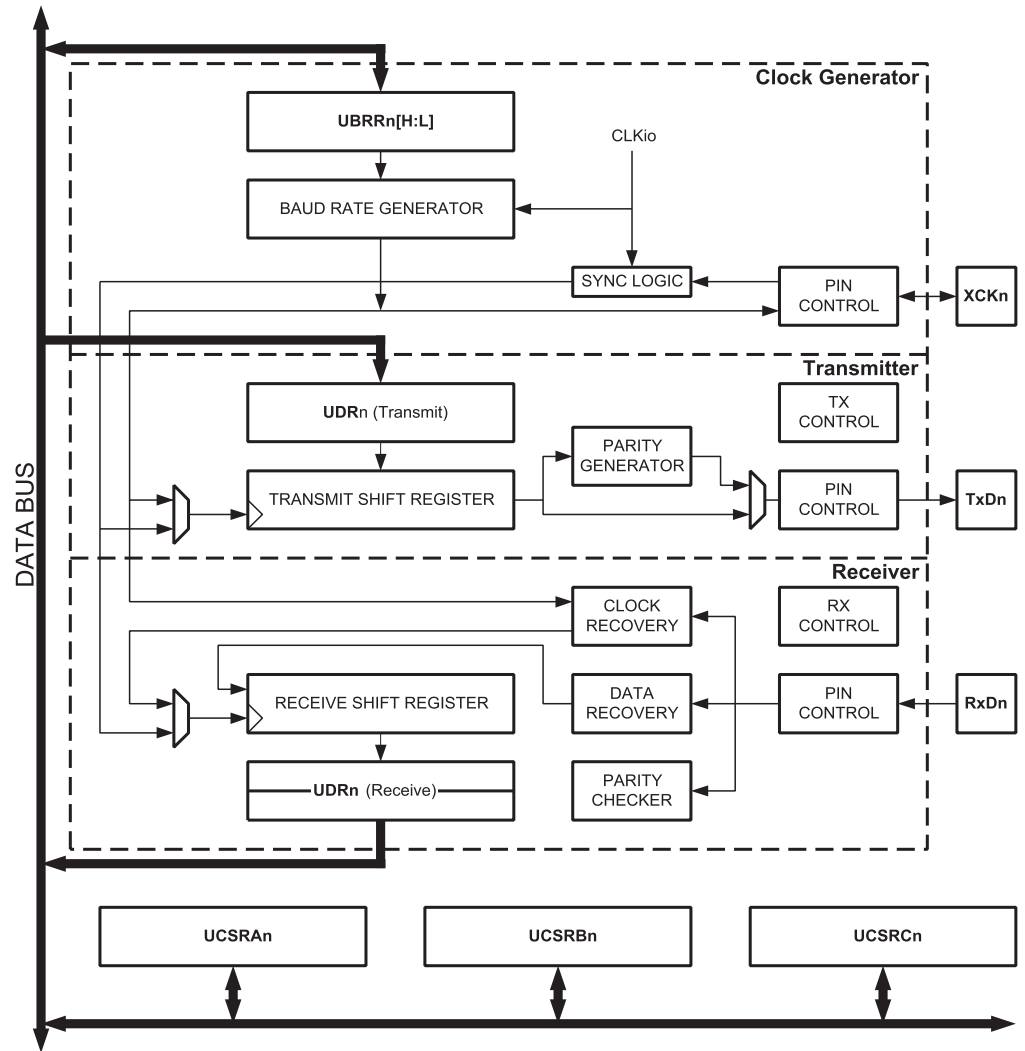 Clock Generator
UBRRn[H:L]
CLKio
BAUD RATE GENERATOR
SYNC LOGIC
PIN
CONTROL
XCKn
Transmitter
UDRn (Transmit)
TX
CONTROL
PARITY
GENERATOR
TRANSMIT SHIFT REGISTER
PIN
CONTROL
TxDn
DATA BUS
Receiver
CLOCK
RECOVERY
RX
CONTROL
RECEIVE SHIFT REGISTER
DATA
RECOVERY
PIN
CONTROL
RxDn
UDRn (Receive)
PARITY
CHECKER
UCSRAn
UCSRBn
UCSRCn